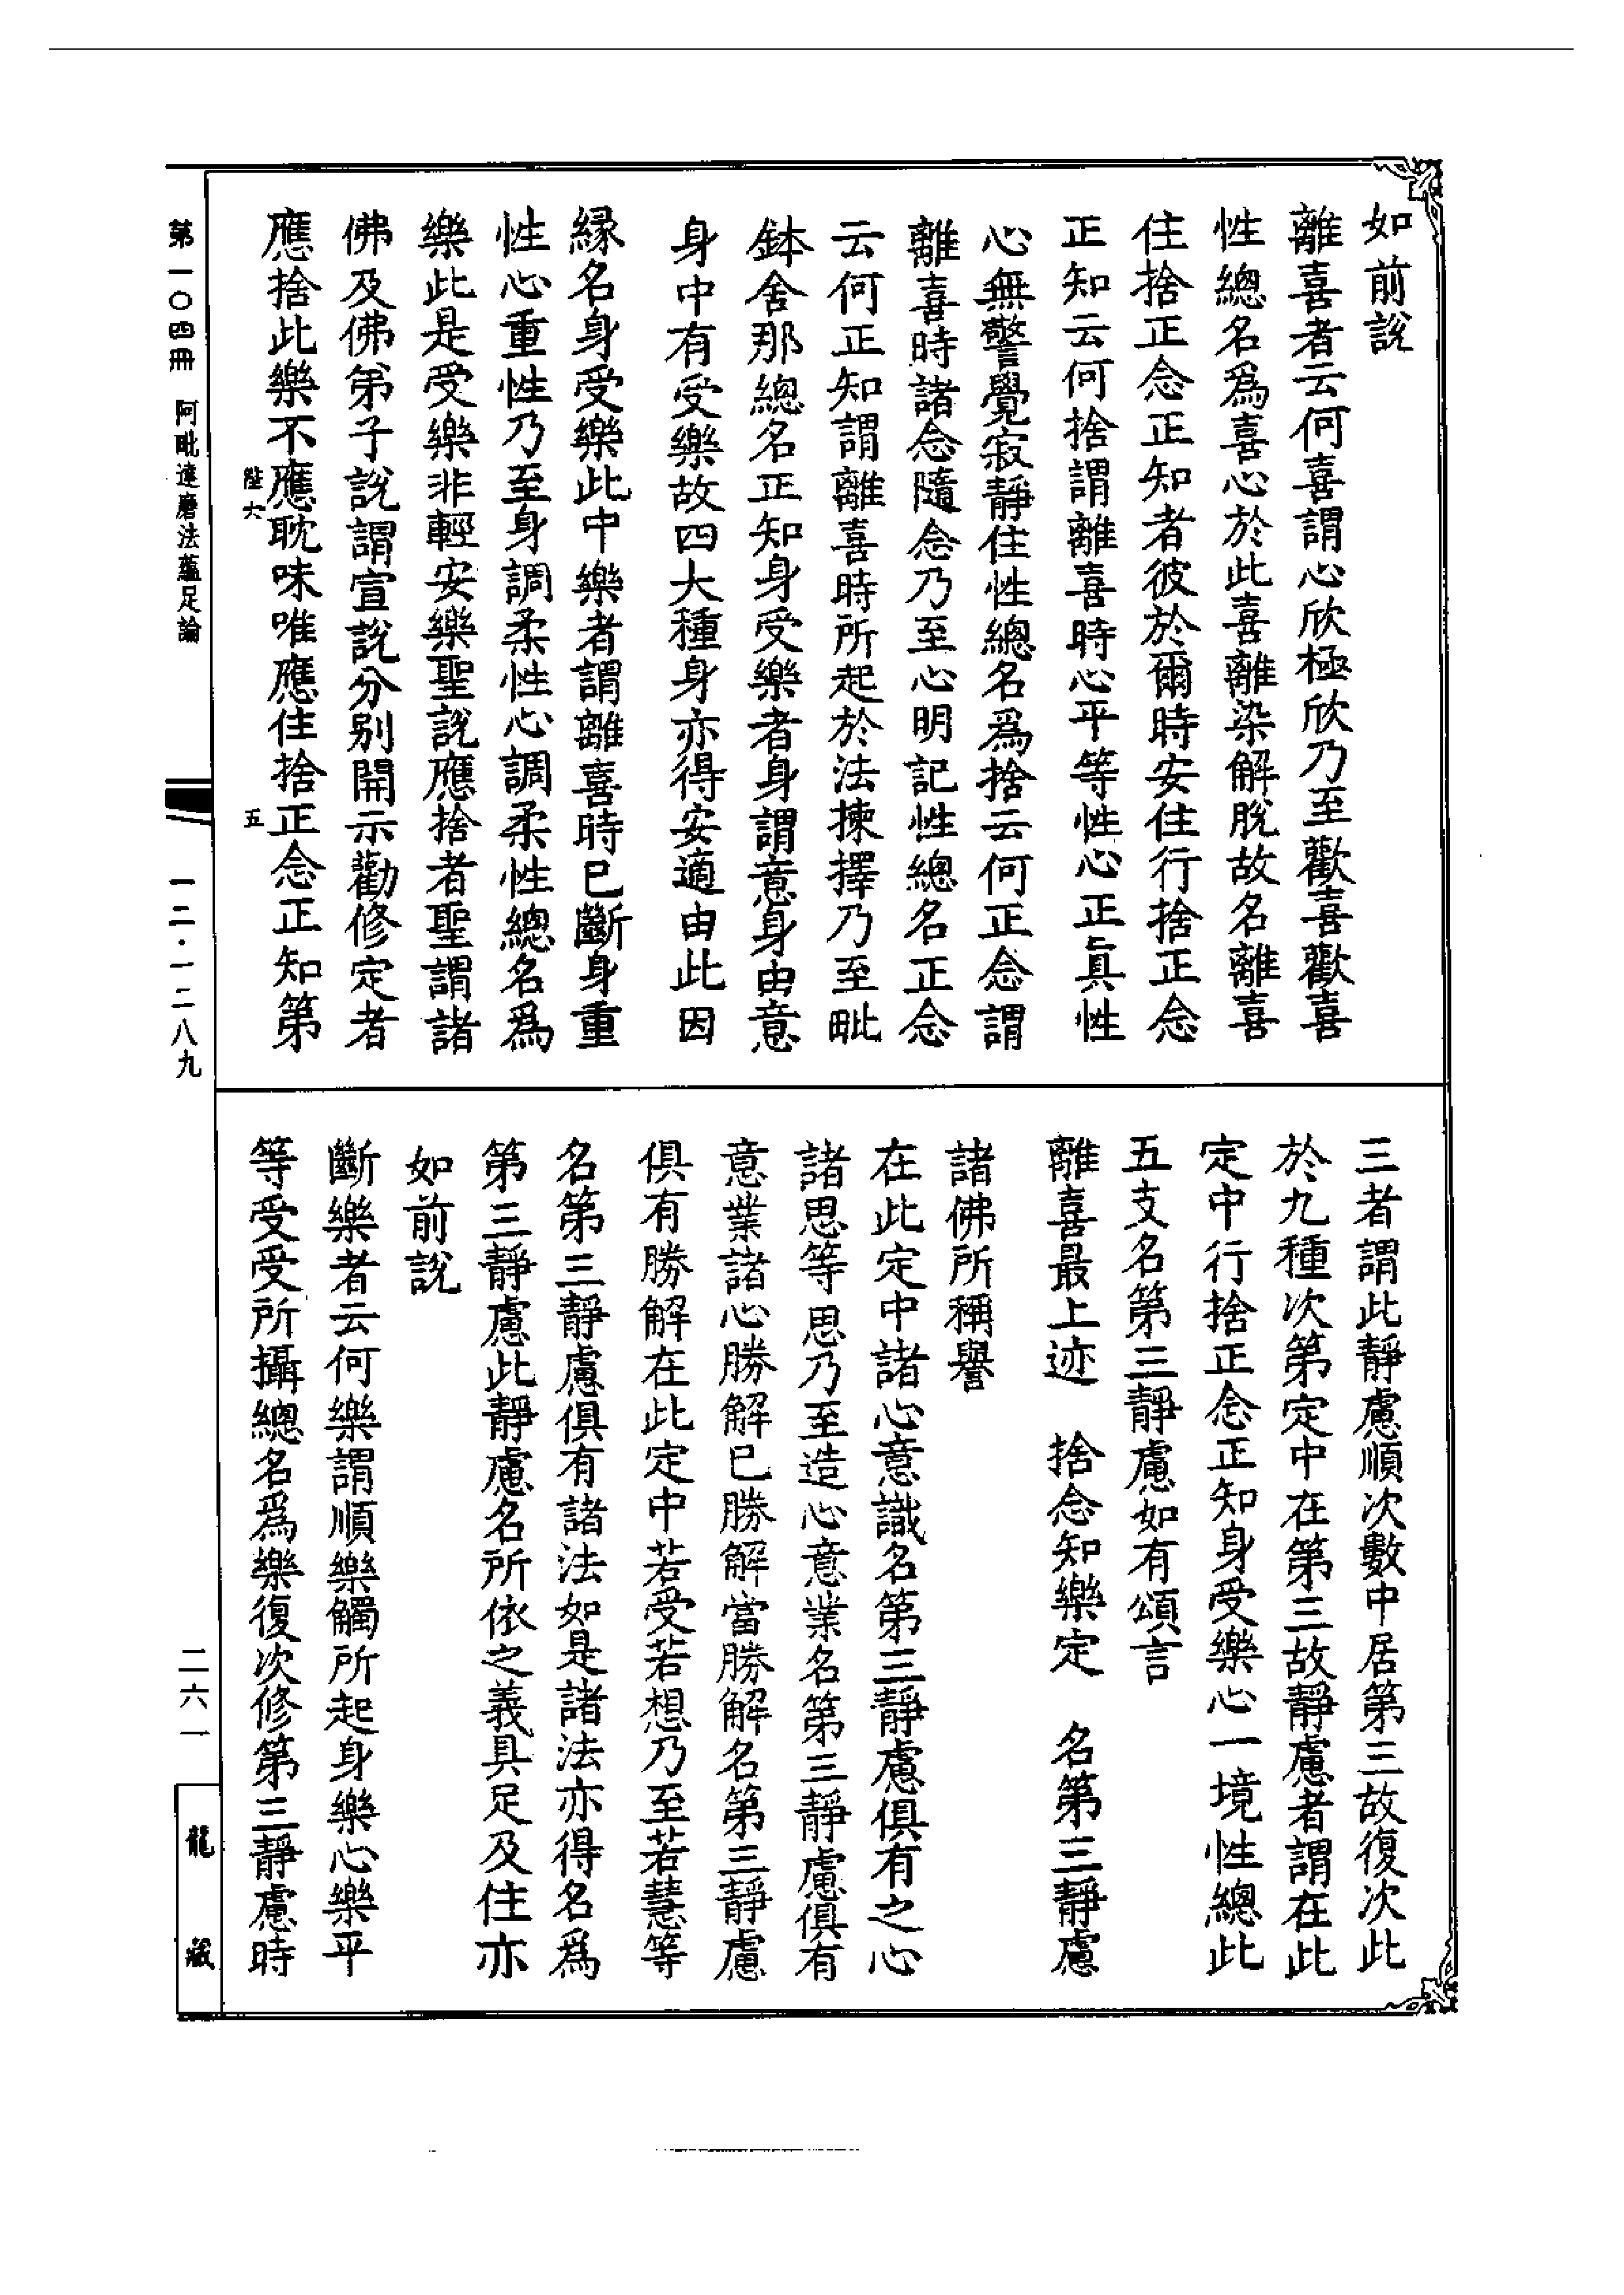 如前說
離喜者云何喜謂心欣極欣乃至歡喜歡喜
性總名爲喜心於此喜離染解脫故名離喜
住捨正念正知者彼於爾時安住行捨正念
正知云何捨謂離喜時心平等性心正真性
心無警覺寂靜住性總名爲捨云何正念謂
離喜時諸念隨念乃至心明記性總名正念
云何正知謂離喜時所起於法揀擇乃至毗
鉢舍那總名正知身受樂者身謂意身由意
身中有受樂故四大種身亦得安適由此因
緣名身受樂此中樂者謂離喜時已斷身重
性心重性乃至身調柔性心調柔性總名爲
樂此是受樂非輕安樂聖說應捨者聖謂諸
佛及佛弟子說謂宣說分別開示勸修定者
應捨此樂不應耽味唯應住捨正念正知第
陛六
五
三者謂此靜慮順次數中居第三故復次此
於九種次第定中在第三故靜慮者謂在此
定中行捨正念正知身受樂心一境性總此
五支名第三靜慮如有頌言
離喜最上迹　捨念知樂定　名第三靜慮
諸佛所稱譽
在此定中諸心意識名第三靜慮俱有之心
諸思等思乃至造心意業名第三靜慮俱有
意業諸心勝解已勝解當勝解名第三靜慮
俱有勝解在此定中若受若想乃至若慧等
名第三靜慮俱有諸法如是諸法亦得名爲
第三靜慮此靜慮名所依之義具足及住亦
如前說
斷樂者云何樂謂順樂觸所起身樂心樂平
等受受所攝總名爲樂復次修第三靜慮時
第一〇四冊　阿毗達磨法蘊足論
一二·一二八九
二六一
龍藏